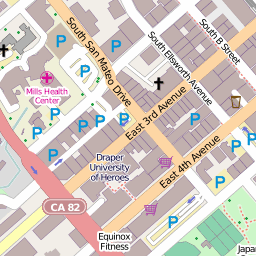 South San Mateo Drive
South B Street
South Ellsworth Avenue
P
P
P
P
P
Mills Health
Center
P
P
P
East 3rd Avenue
P
P
East 4th Avenue
Draper
University
of Heroes
CA 82
P
Equinox
Fitness
Japa